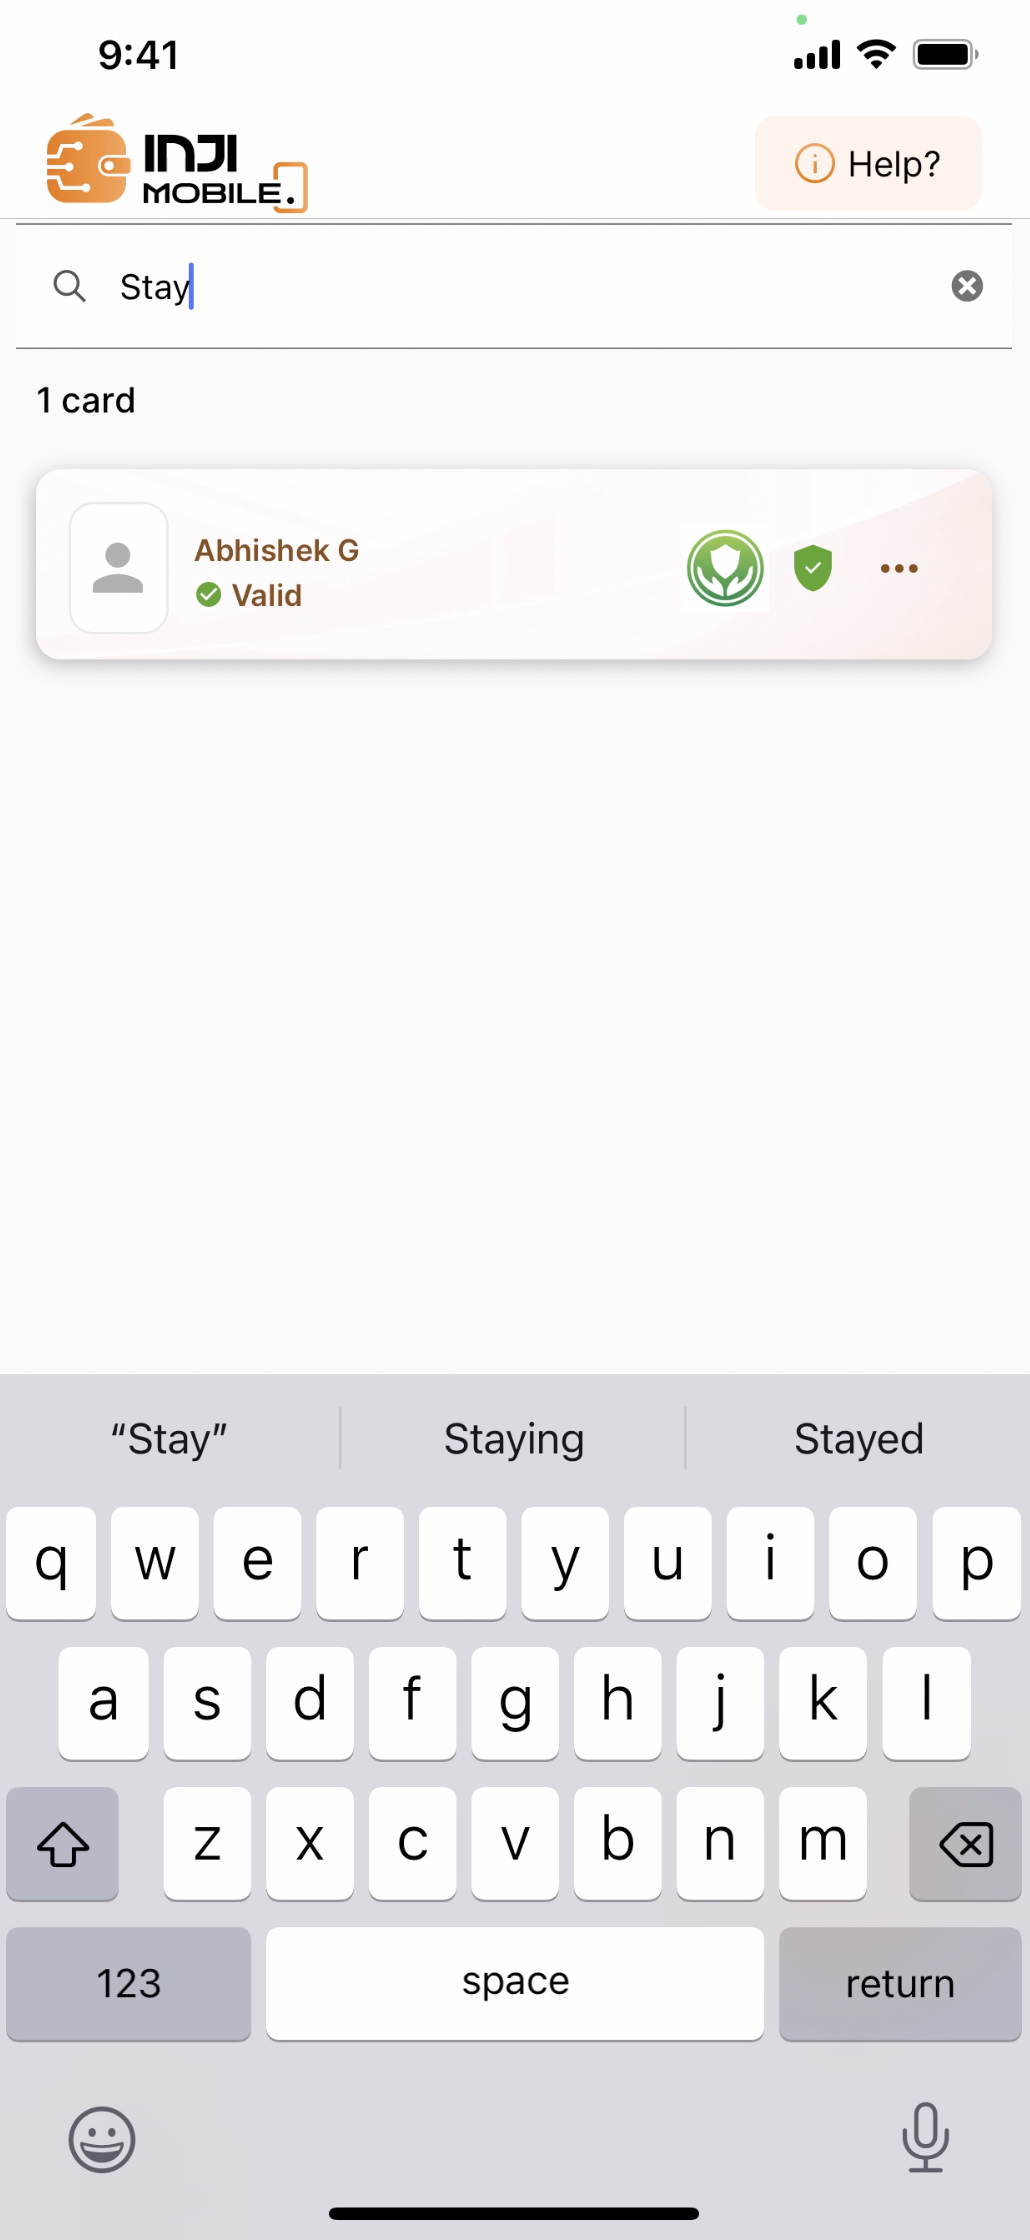 9:41
INJI
MOBILE.
Help?
Stay
1 card
Abhishek G
Valid
“Stay”
Staying
Stayed
q w e r t y u i o p
a s d f g h j k l
z x c v b n m
123
space
return